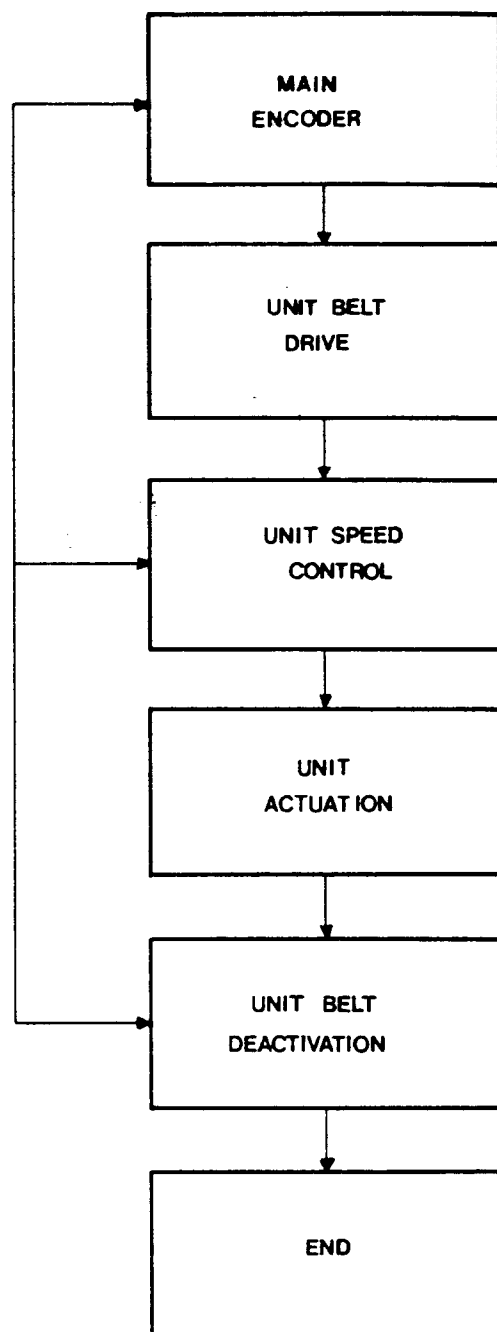 MAIN
ENCODER
UNIT BELT
DRIVE
UNIT SPEED
CONTROL
UNIT
ACTUATION
UNIT BELT
DEACTIVATION
END